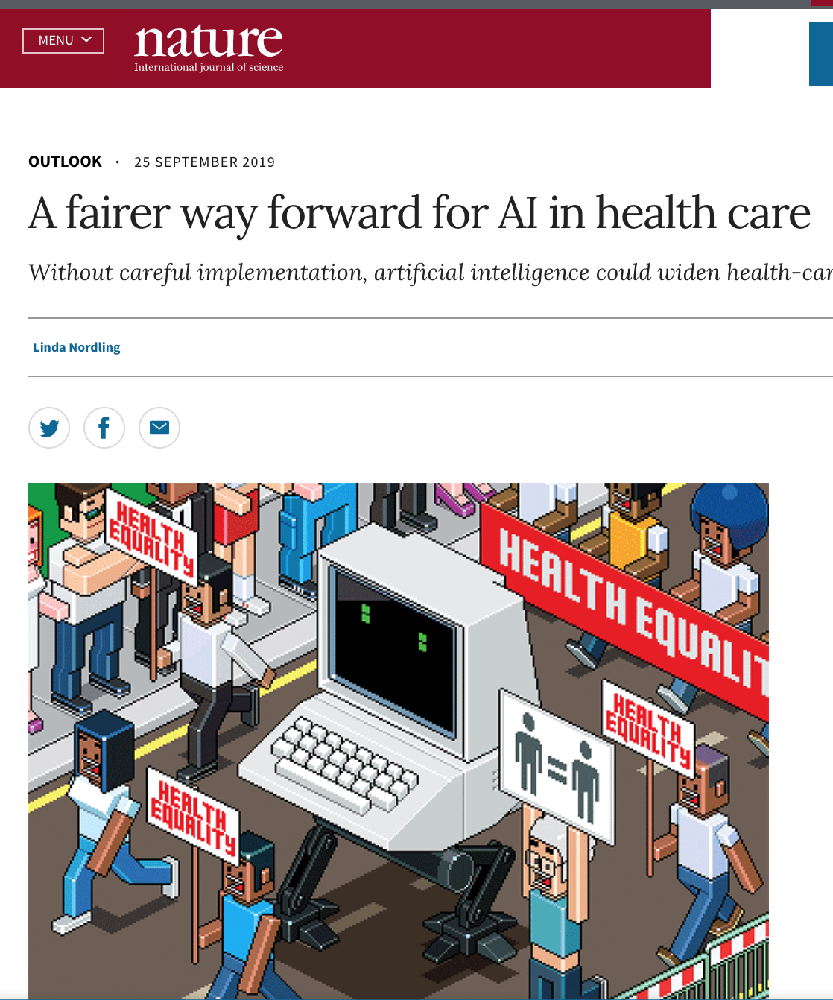 MENU
nature
International journal of science
OUTLOOK · 25 SEPTEMBER 2019
A fairer way forward for AI in health care
Without careful implementation, artificial intelligence could widen health-car
Linda Nordling
HEALTH
EQUALITY
HEALTH EQUALIT
HEALTH
EQUALITY
=
HEALTH
EQUALITY